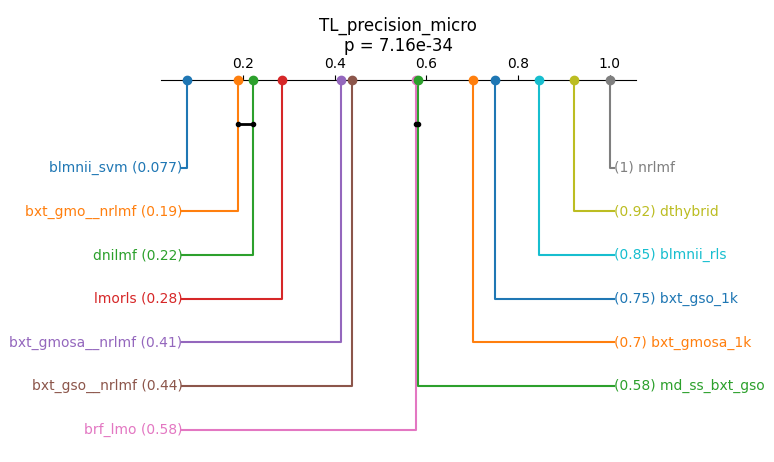 TL_precision_micro
p = 7.16e-34
0.2 0.4 0.6 0.8 1.0
blmnii_svm (0.077)
bxt_gmo__nrlmf (0.19)
dnilmf (0.22)
lmorls (0.28)
bxt_gmosa__nrlmf (0.41)
bxt_gso__nrlmf (0.44)
brf_lmo (0.58)
(1) nrlmf
(0.92) dthybrid
(0.85) blmnii_rls
(0.75) bxt_gso_1k
(0.7) bxt_gmosa_1k
(0.58) md_ss_bxt_gso